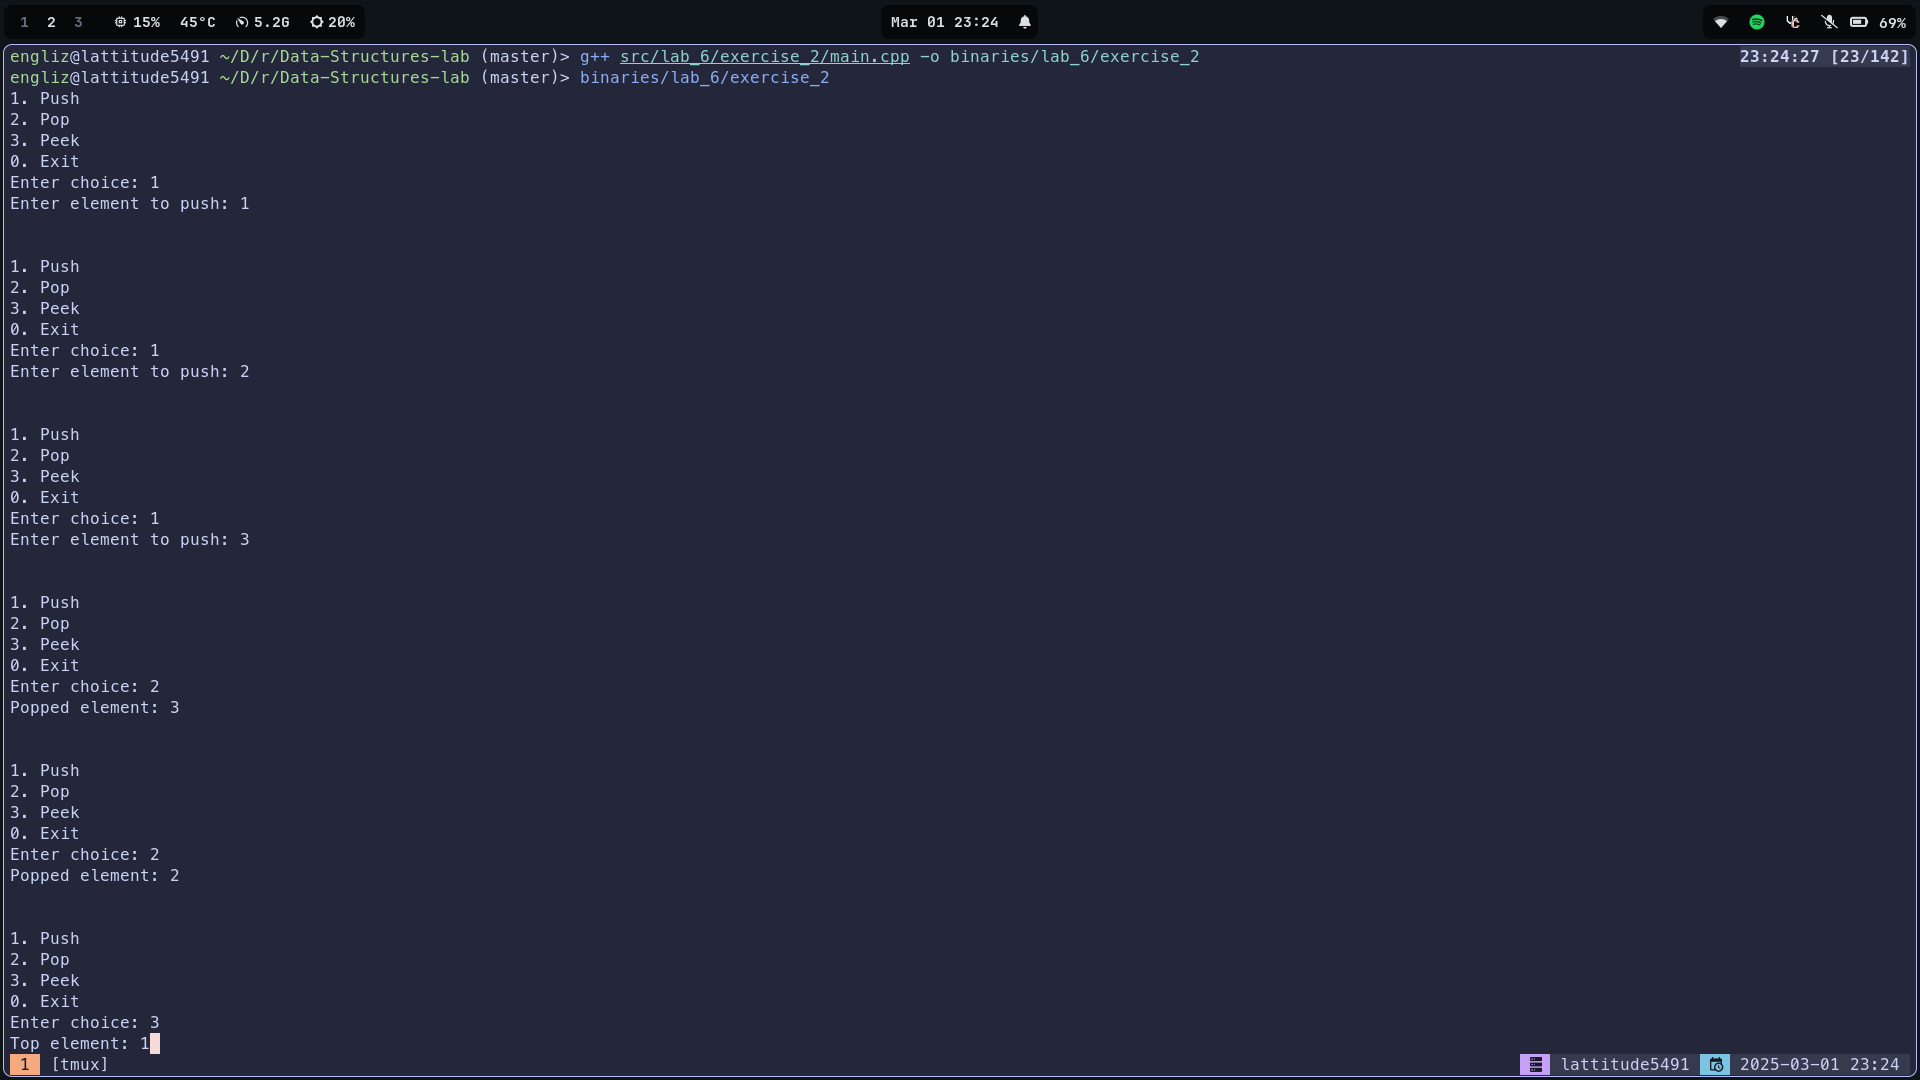 1 2 3 15% 45°C 5.2G 20% Mar 01 23:24 69%
engliz@lattitude5491 ~/D/r/Data-Structures-lab (master)> g++ src/lab_6/exercise_2/main.cpp -o binaries/lab_6/exercise_2 23:24:27 [23/142]
engliz@lattitude5491 ~/D/r/Data-Structures-lab (master)> binaries/lab_6/exercise_2
1. Push
2. Pop
3. Peek
0. Exit
Enter choice: 1
Enter element to push: 1
1. Push
2. Pop
3. Peek
0. Exit
Enter choice: 1
Enter element to push: 2
1. Push
2. Pop
3. Peek
0. Exit
Enter choice: 1
Enter element to push: 3
1. Push
2. Pop
3. Peek
0. Exit
Enter choice: 2
Popped element: 3
1. Push
2. Pop
3. Peek
0. Exit
Enter choice: 2
Popped element: 2
1. Push
2. Pop
3. Peek
0. Exit
Enter choice: 3
Top element: 1
1 [tmux] lattitude5491 2025-03-01 23:24